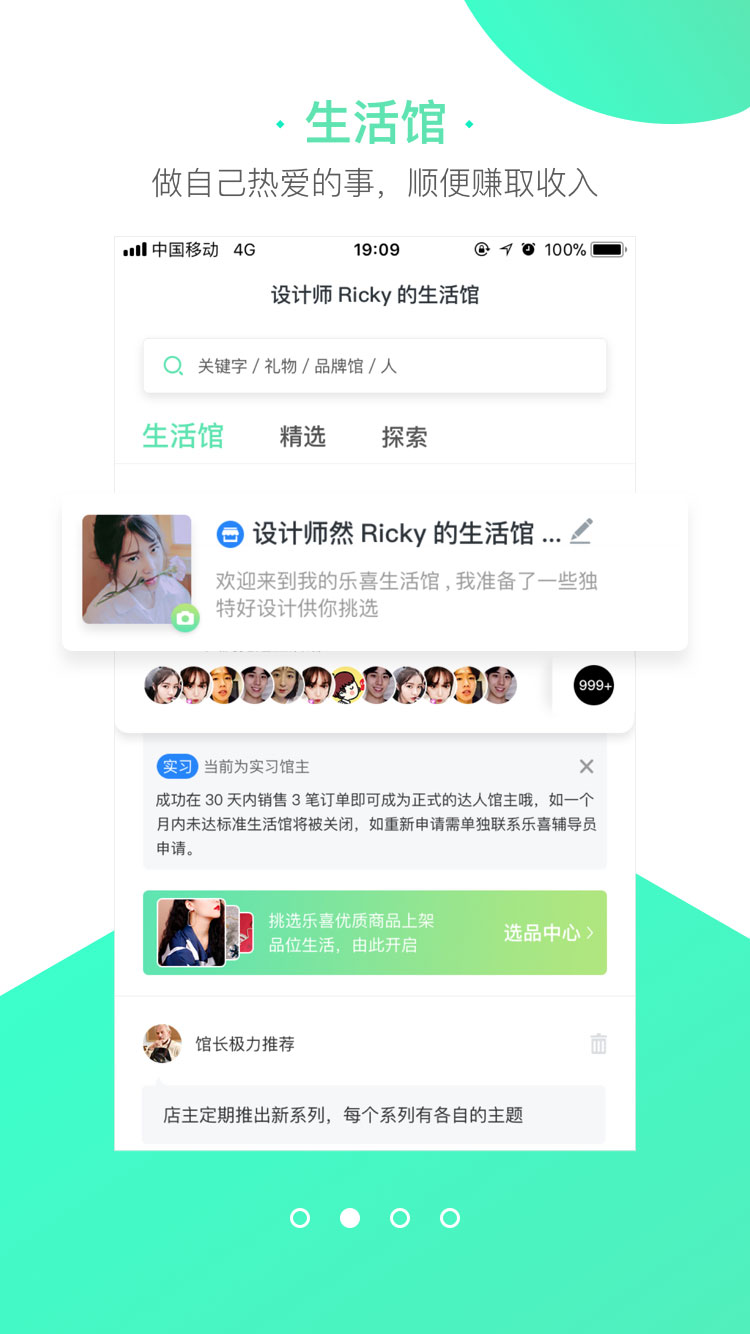 · 生活馆 ·
做自己热爱的事，顺便赚取收入
中国移动 4G 19:09 100%
设计师 Ricky 的生活馆
关键字 / 礼物 / 品牌馆 / 人
生活馆 精选 探索
设计师然 Ricky 的生活馆 ...
欢迎来到我的乐喜生活馆 , 我准备了一些独
特好设计供你挑选
999+
实习 当前为实习馆主
成功在 30 天内销售 3 笔订单即可成为正式的达人馆主哦，如一个
月内未达标准生活馆将被关闭，如重新申请需单独联系乐喜辅导员
申请。
挑选乐喜优质商品上架
品位生活，由此开启
选品中心
馆长极力推荐
店主定期推出新系列，每个系列有各自的主题